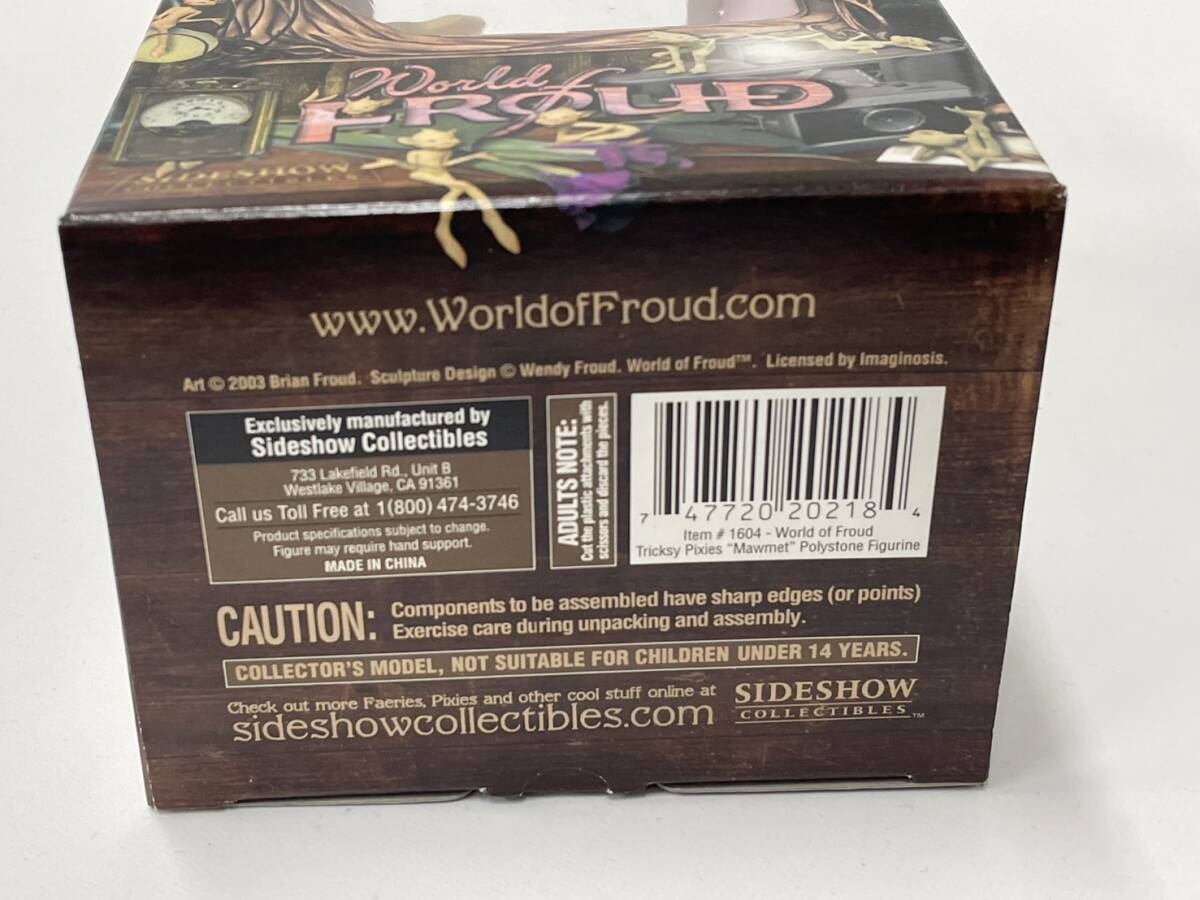 World of
FROUD
SIDESHOW
COLLECTIBLES
www.WorldofFroud.com
Art © 2003 Brian Froud. Sculpture Design © Wendy Froud. World of Froud™. Licensed by Imaginosis.
Exclusively manufactured by
Sideshow Collectibles
733 Lakefield Rd., Unit B
Westlake Village, CA 91361
Call us Toll Free at 1(800) 474-3746
Product specifications subject to change.
Figure may require hand support.
MADE IN CHINA
ADULTS NOTE:
Cut the plastic attachments with
scissors and discard the pieces.
7 47720 20218 4
Item # 1604 - World of Froud
Tricksy Pixies "Mawmet" Polystone Figurine
CAUTION: Components to be assembled have sharp edges (or points)
Exercise care during unpacking and assembly.
COLLECTOR'S MODEL, NOT SUITABLE FOR CHILDREN UNDER 14 YEARS.
Check out more Faeries, Pixies and other cool stuff online at
sideshowcollectibles.com
SIDESHOW
COLLECTIBLES™